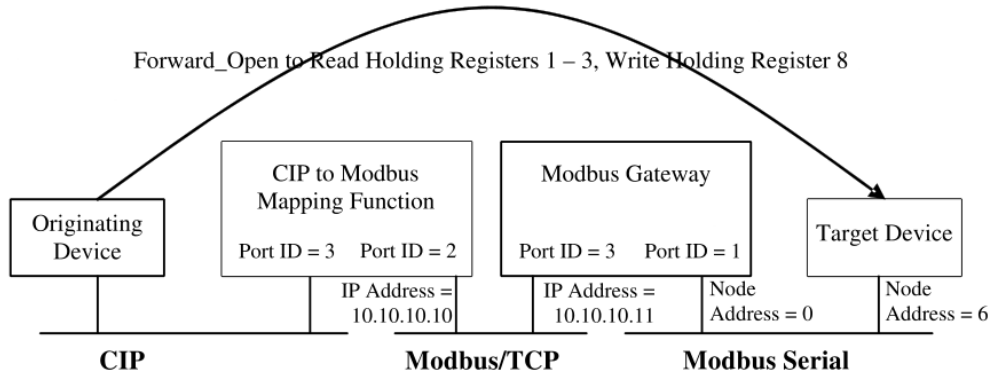 Forward_Open to Read Holding Registers 1 – 3, Write Holding Register 8
Originating
Device
CIP to Modbus
Mapping Function
Port ID = 3 Port ID = 2
Modbus Gateway
Port ID = 3 Port ID = 1
Target Device
IP Address =
10.10.10.10
IP Address =
10.10.10.11
Node
Address = 0
Node
Address = 6
CIP
Modbus/TCP
Modbus Serial